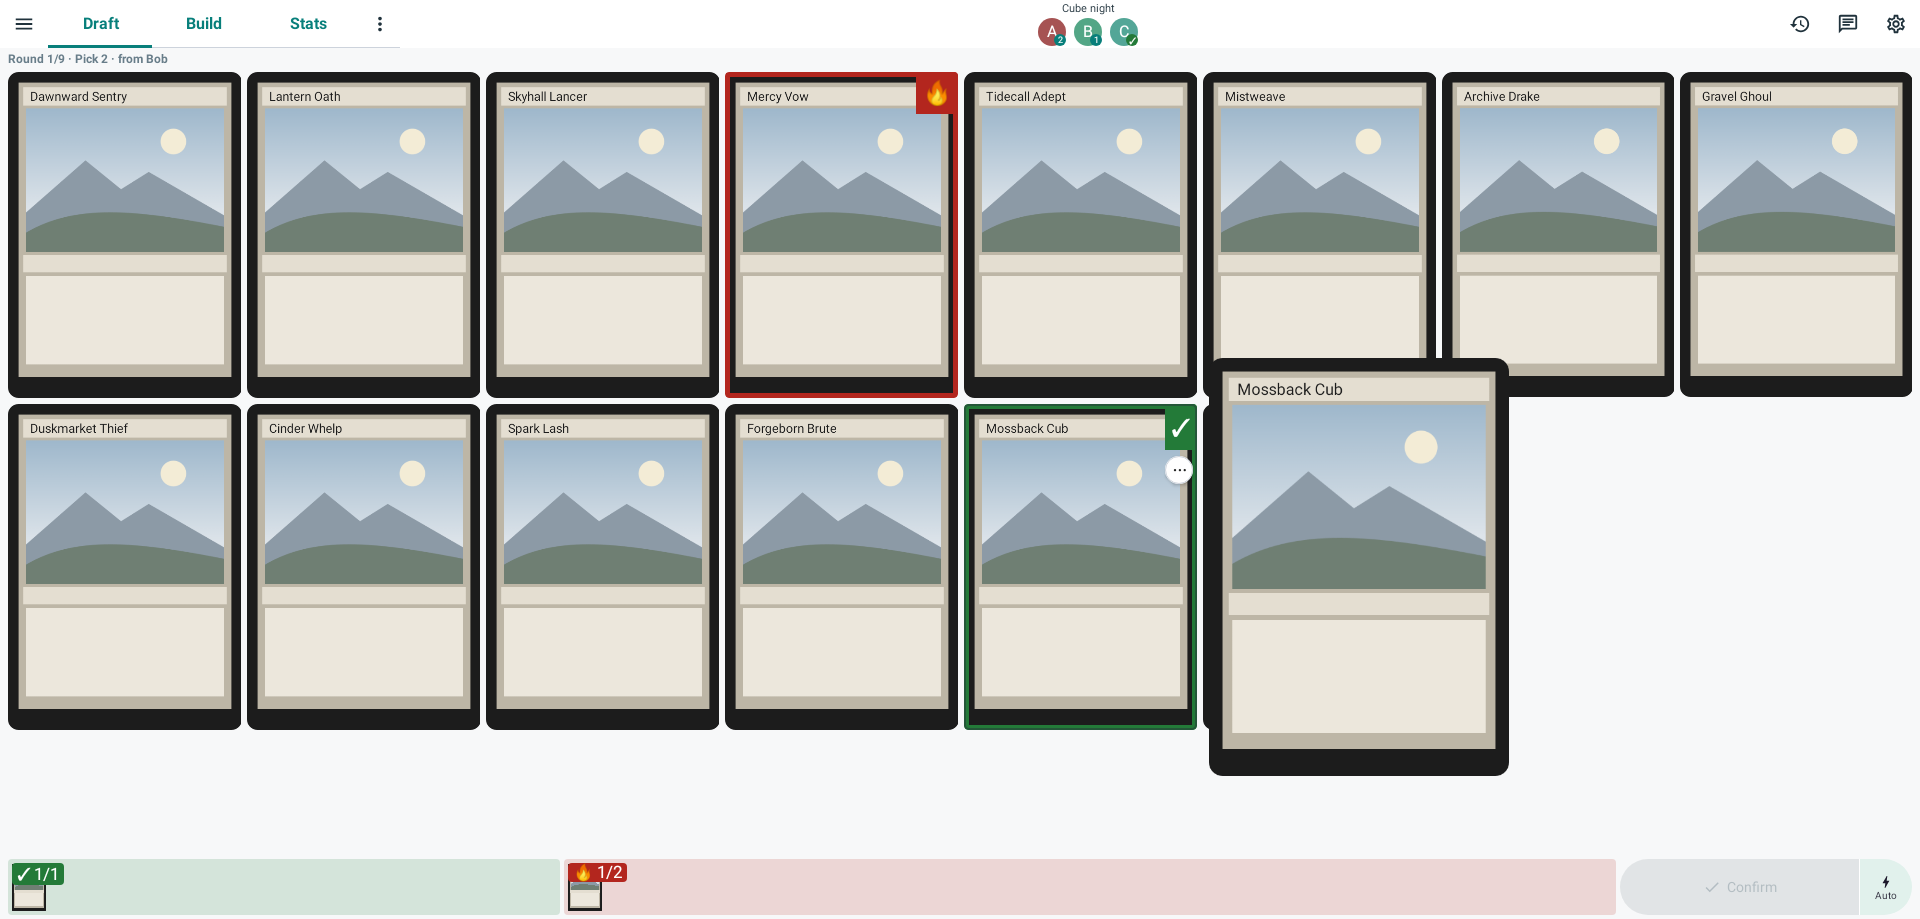 Draft
Build
Stats
Cube night
A
2
B
1
C
Round 1/9 · Pick 2 · from Bob
Dawnward Sentry
Lantern Oath
Skyhall Lancer
Mercy Vow
Tidecall Adept
Mistweave
Archive Drake
Gravel Ghoul
Duskmarket Thief
Cinder Whelp
Spark Lash
Forgeborn Brute
Mossback Cub
Mossback Cub
1/1
1/2
Confirm
Auto